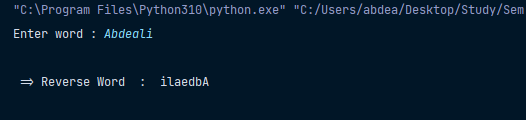 "C:\Program Files\Python310\python.exe" "C:/Users/abdea/Desktop/Study/Sem
Enter word : Abdeali
=> Reverse Word : ilaedbA